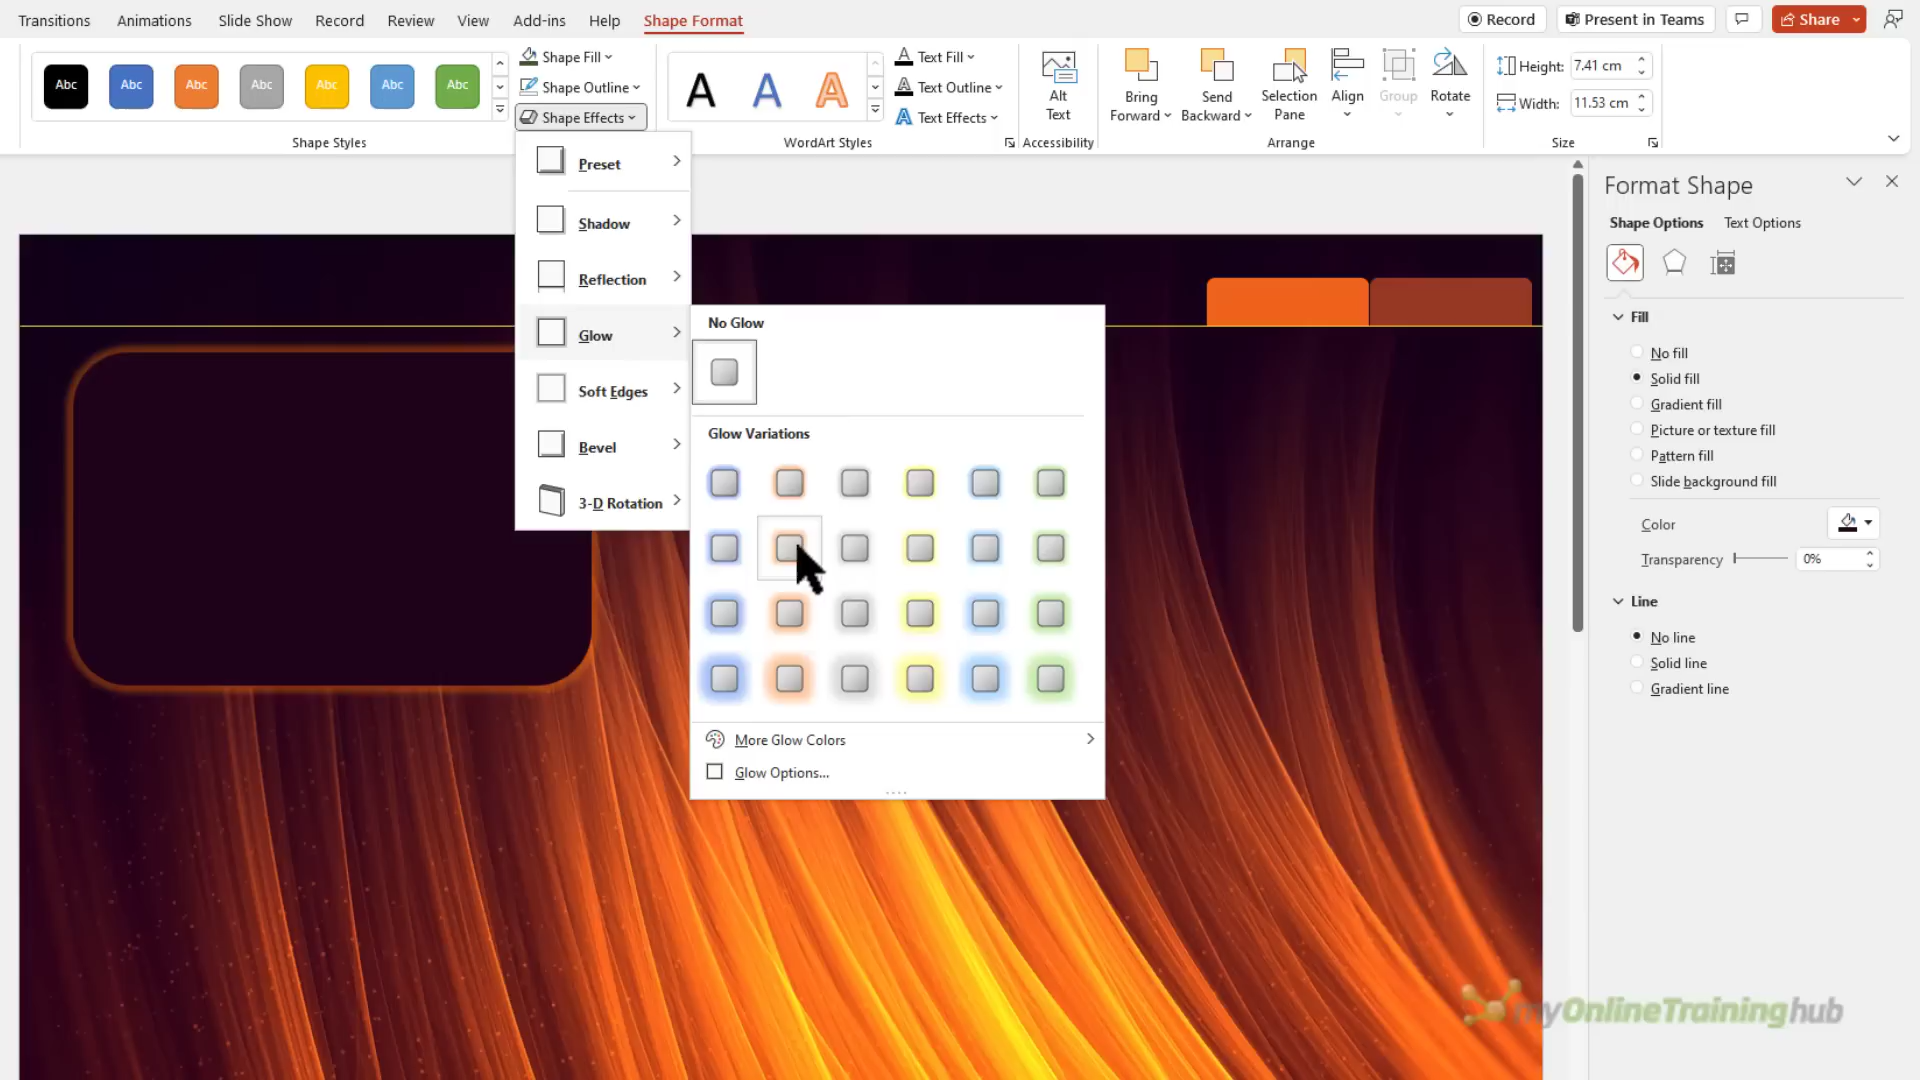 Transitions
Animations
Slide Show
Record
Review
View
Add-ins
Help
Shape Format
Record
Present in Teams
Share
Abc
Abc
Abc
Abc
Abc
Abc
Abc
Shape Fill
Shape Outline
Shape Effects
Shape Styles
A
A
A
Text Fill
Text Outline
Text Effects
WordArt Styles
Alt Text
Accessibility
Bring Forward
Send Backward
Selection Pane
Align
Group
Rotate
Arrange
Height: 7.41 cm
Width: 11.53 cm
Size
Preset
Shadow
Reflection
Glow
Soft Edges
Bevel
3-D Rotation
No Glow
Glow Variations
More Glow Colors
Glow Options...
Format Shape
Shape Options
Text Options
Fill
No fill
Solid fill
Gradient fill
Picture or texture fill
Pattern fill
Slide background fill
Color
Transparency 0%
Line
No line
Solid line
Gradient line
myOnlineTraininghub